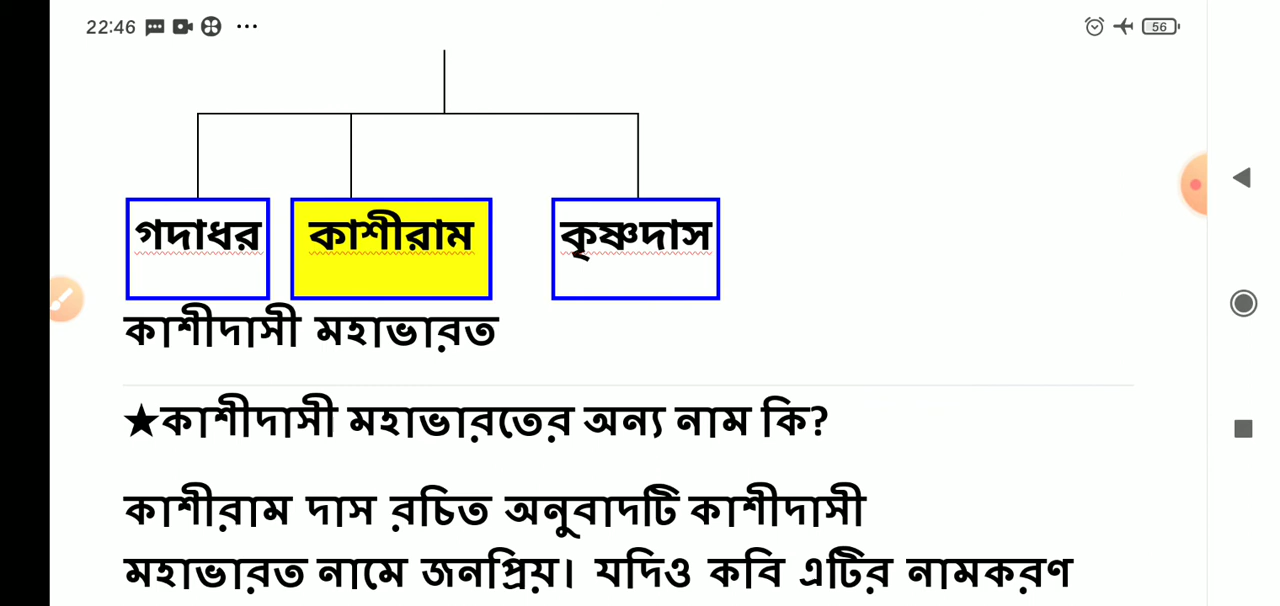 22:46
56
গদাধর কাশীরাম কৃষ্ণদাস
কাশীদাসী মহাভারত
★কাশীদাসী মহাভারতের অন্য নাম কি?
কাশীরাম দাস রচিত অনুবাদটি কাশীদাসী
মহাভারত নামে জনপ্রিয়। যদিও কবি এটির নামকরণ